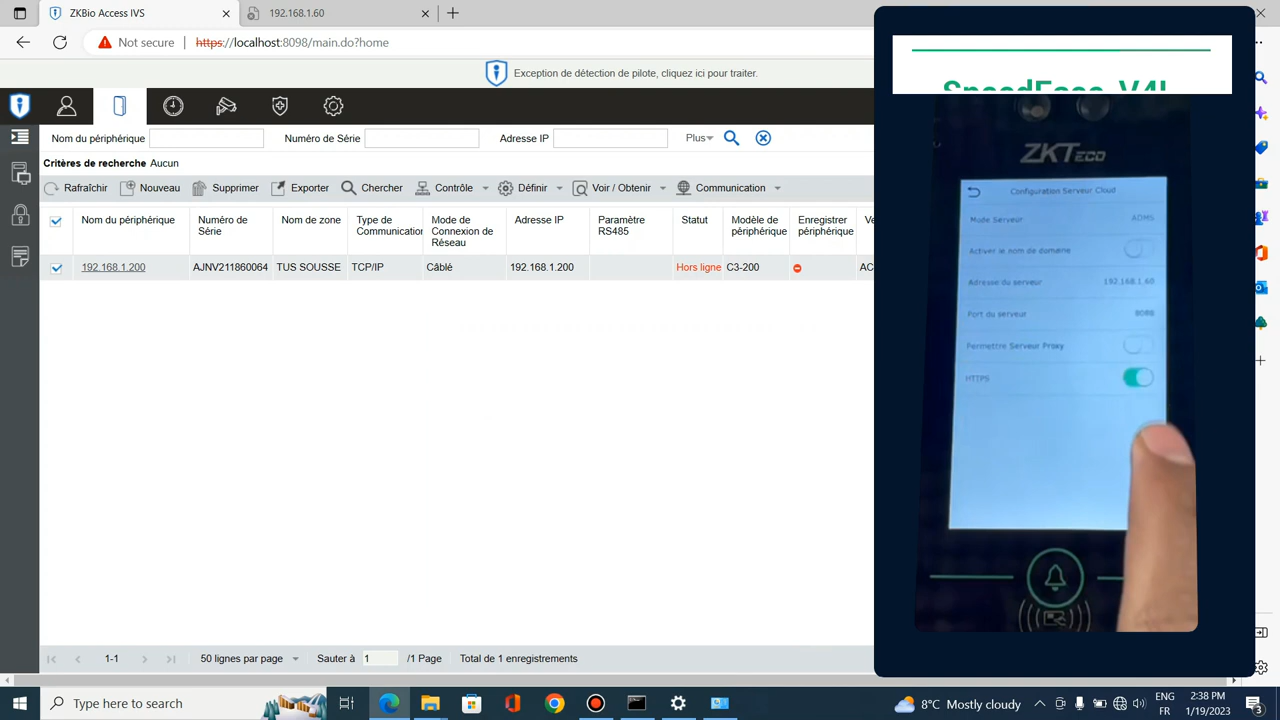 ZKBio Access IVS
192.168.1.60
Not secure
https://localhost:8098/main.do?home
Exception de détection de pilote, cliquez ici pour traiter.
Nom du périphérique
Numéro de Série
Adresse IP
Plus
Critères de recherche Aucun
Rafraîchir
Nouveau
Supprimer
Exporter
Chercher
Contrôle
Définir
Voir / Obtenir
Communication
Nom du périphérique
Numéro de
Série
Nom de zone
Type de
Communication
Mode de
Connexion de
Réseau
Adresse IP
Paramètre
RS485
Statut
Modèle de
périphérique
Enregistrer
périphérique
192.168.1.200
AJNV211860064
TUS SOUSSE
TCP/IP
Câblé
192.168.1.200
Hors ligne
C3-200
AC
ZKTECO
Configuration Serveur Cloud
Mode Serveur ADMS
Activer le nom de domaine
Adresse du serveur 192.168.1.60
Port du serveur 8088
Permettre Serveur Proxy
HTTPS
1-1
50 lignes par page
Sauter à 1 /1 Page
Total de 1 enregistrements
Type here to search
8°C Mostly cloudy
ENG
FR
2:38 PM
1/19/2023
3